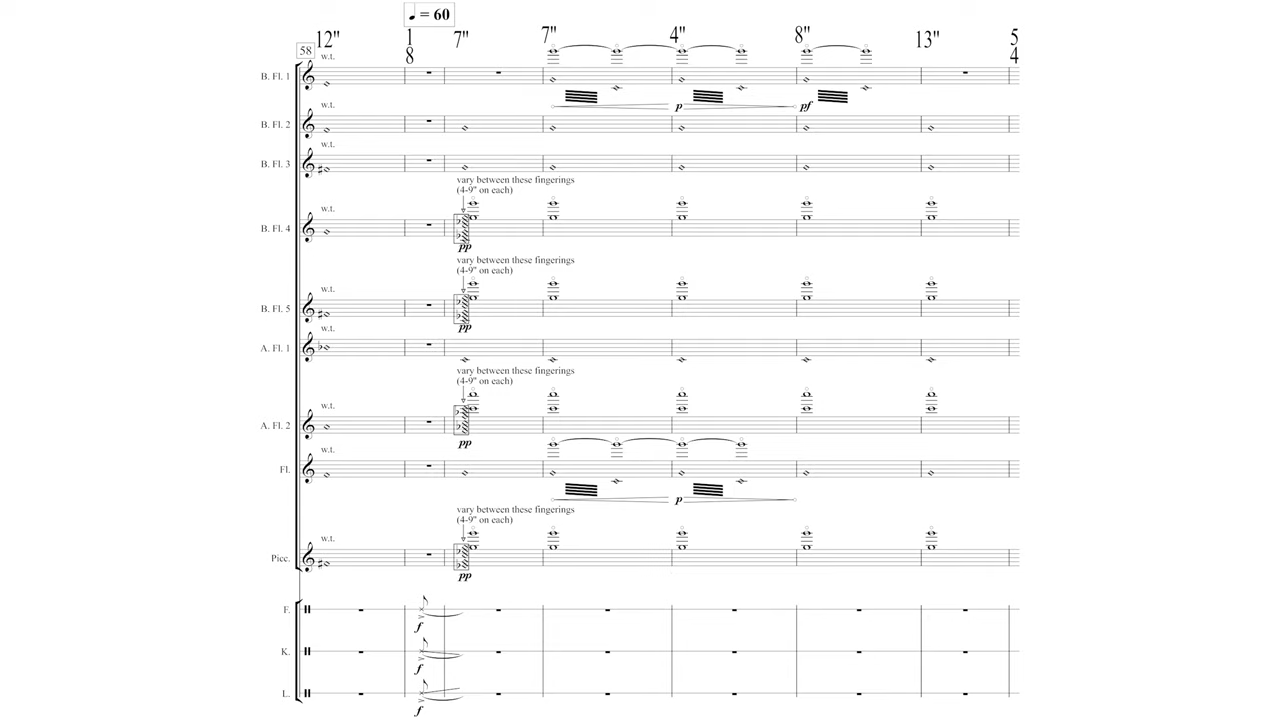 ♩ = 60
58
12"
1
8
7"
7"
4"
8"
13"
5
4
w.t.
B. Fl. 1
p
pf
w.t.
B. Fl. 2
w.t.
B. Fl. 3
vary between these fingerings
(4-9" on each)
w.t.
B. Fl. 4
pp
vary between these fingerings
(4-9" on each)
w.t.
B. Fl. 5
pp
w.t.
A. Fl. 1
vary between these fingerings
(4-9" on each)
w.t.
A. Fl. 2
pp
w.t.
Fl.
p
vary between these fingerings
(4-9" on each)
w.t.
Picc.
pp
F.
f
K.
f
L.
f